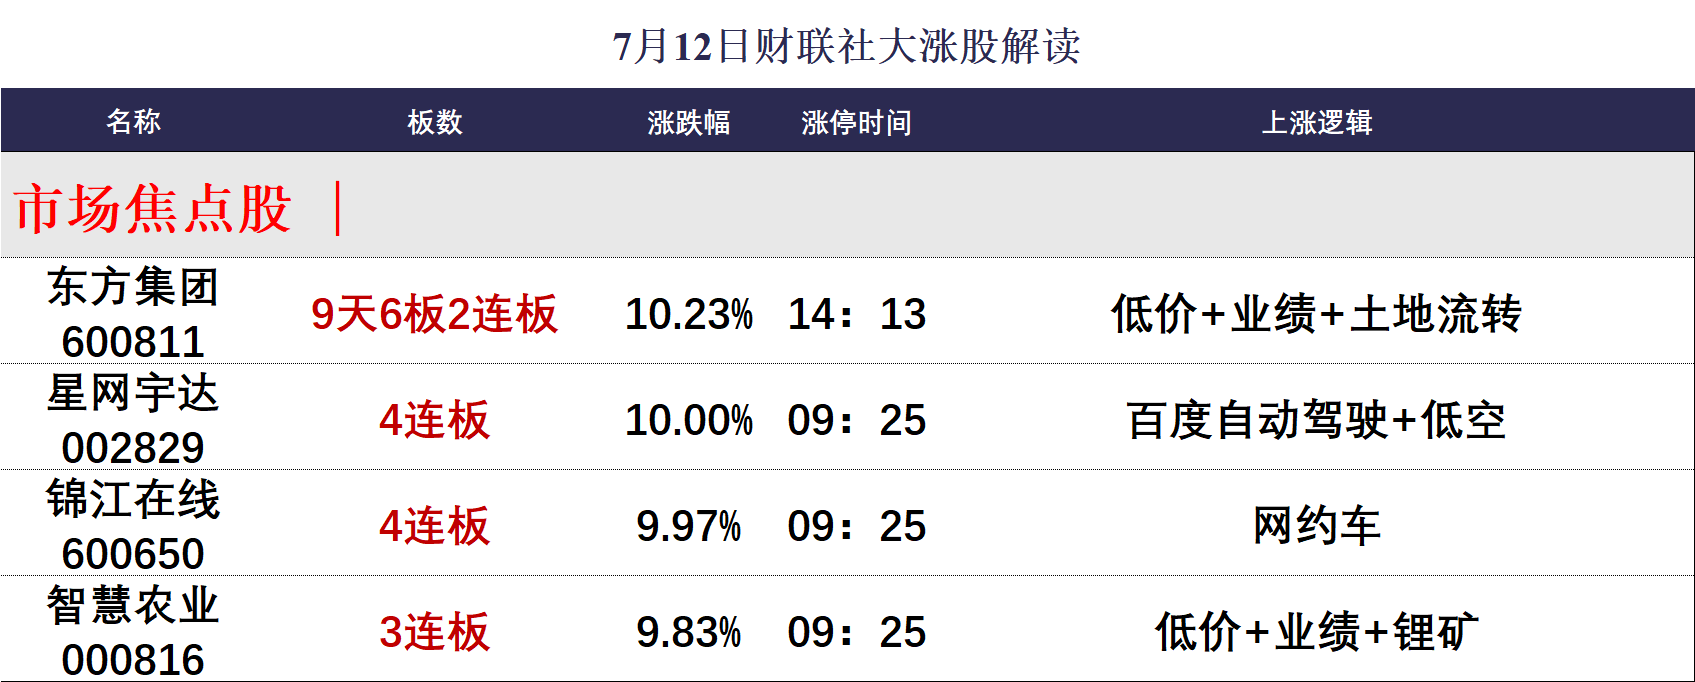 7月12日财联社大涨股解读
名称 板数 涨跌幅 涨停时间 上涨逻辑
市场焦点股 |
东方集团
600811 9天6板2连板 10.23% 14：13 低价+业绩+土地流转
星网宇达
002829 4连板 10.00% 09：25 百度自动驾驶+低空
锦江在线
600650 4连板 9.97% 09：25 网约车
智慧农业
000816 3连板 9.83% 09：25 低价+业绩+锂矿